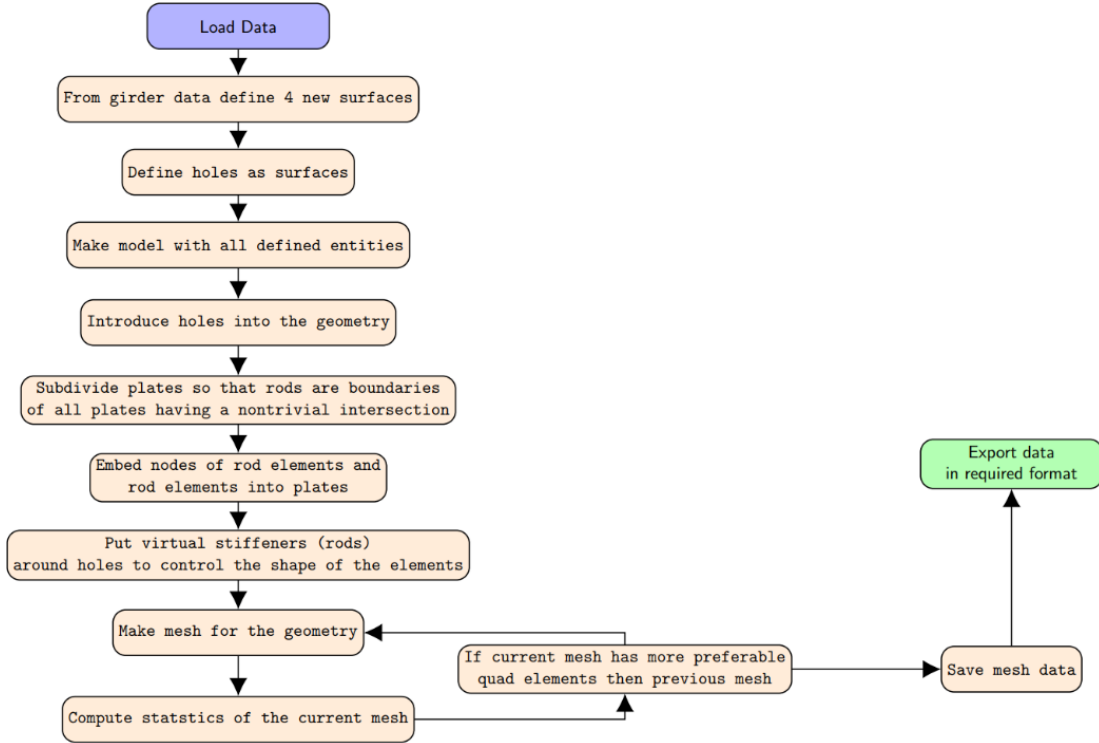 Load Data
From girder data define 4 new surfaces
Define holes as surfaces
Make model with all defined entities
Introduce holes into the geometry
Subdivide plates so that rods are boundaries
of all plates having a nontrivial intersection
Embed nodes of rod elements and
rod elements into plates
Put virtual stiffeners (rods)
around holes to control the shape of the elements
Make mesh for the geometry
Compute statstics of the current mesh
If current mesh has more preferable
quad elements then previous mesh
Save mesh data
Export data
in required format